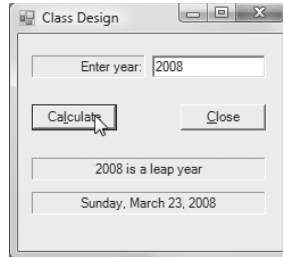 Class Design
Enter year: 2008
Calculate
Close
2008 is a leap year
Sunday, March 23, 2008